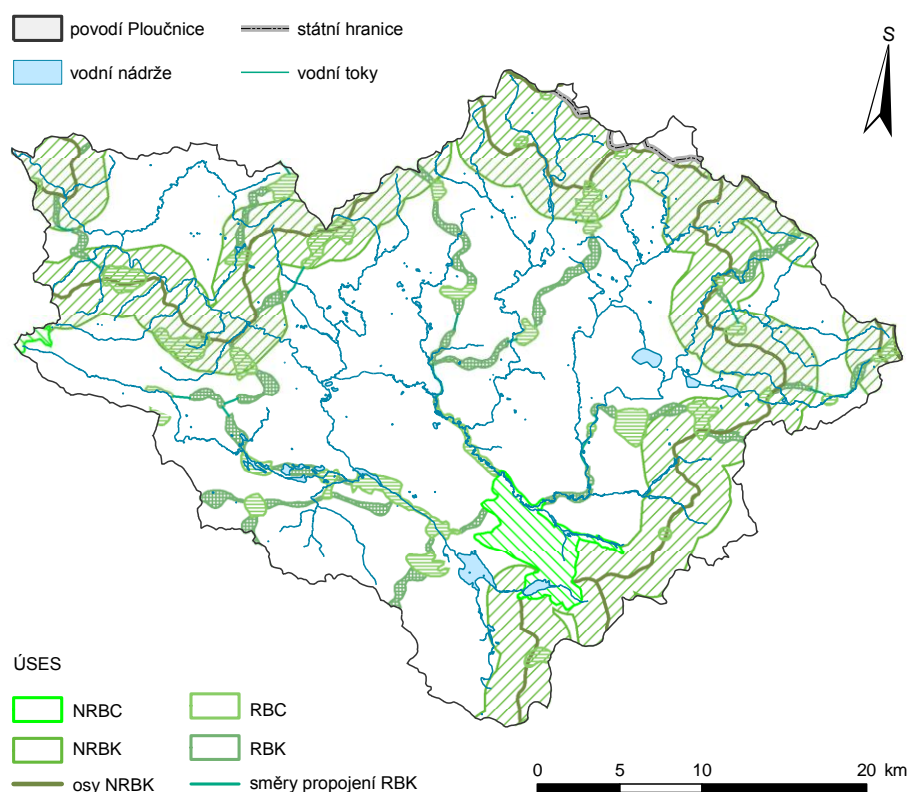 povodí Ploučnice státní hranice
vodní nádrže vodní toky
S
ÚSES
NRBC RBC
NRBK RBK
osy NRBK směry propojení RBK
0 5 10 20 km